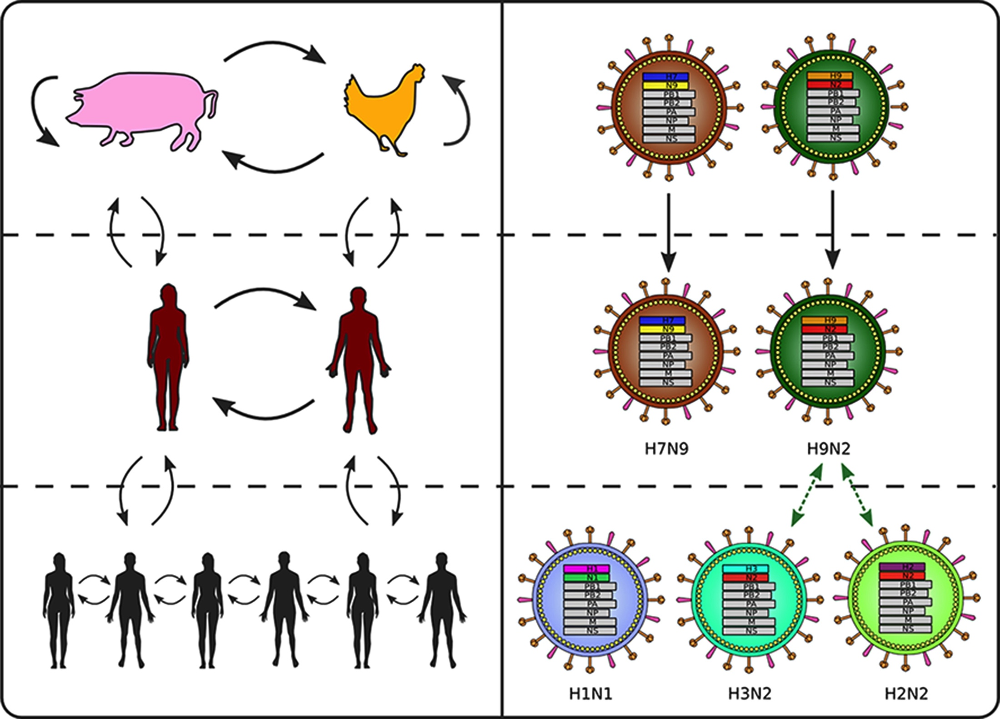 H7
N9
PB1
PB2
PA
NP
M
NS
H9
N2
PB1
PB2
PA
NP
M
NS
H7
N9
PB1
PB2
PA
NP
M
NS
H7N9
H9
N2
PB1
PB2
PA
NP
M
NS
H9N2
H1
N1
PB1
PB2
PA
NP
M
NS
H1N1
H3
N2
PB1
PB2
PA
NP
M
NS
H3N2
H2
N2
PB1
PB2
PA
NP
M
NS
H2N2